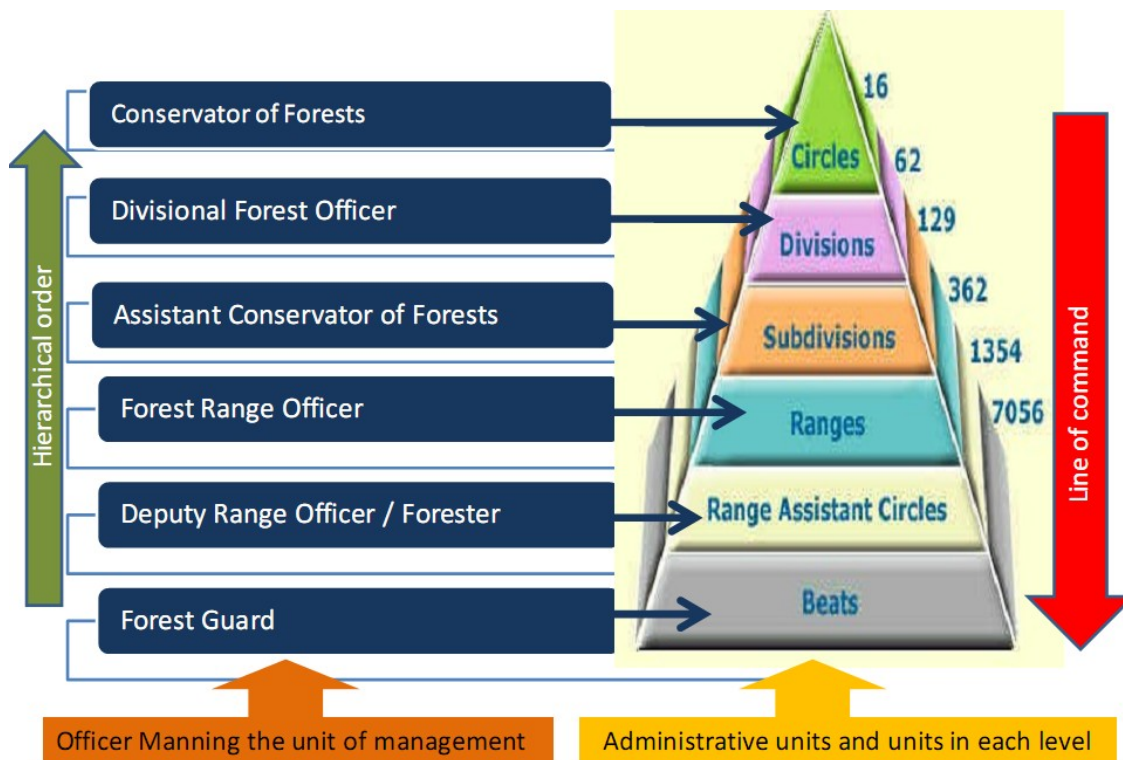 Conservator of Forests
Divisional Forest Officer
Assistant Conservator of Forests
Forest Range Officer
Deputy Range Officer / Forester
Forest Guard
Hierarchical order
16
Circles
62
Divisions
129
Subdivisions
362
Ranges
1354
Range Assistant Circles
7056
Beats
Line of command
Officer Manning the unit of management
Administrative units and units in each level